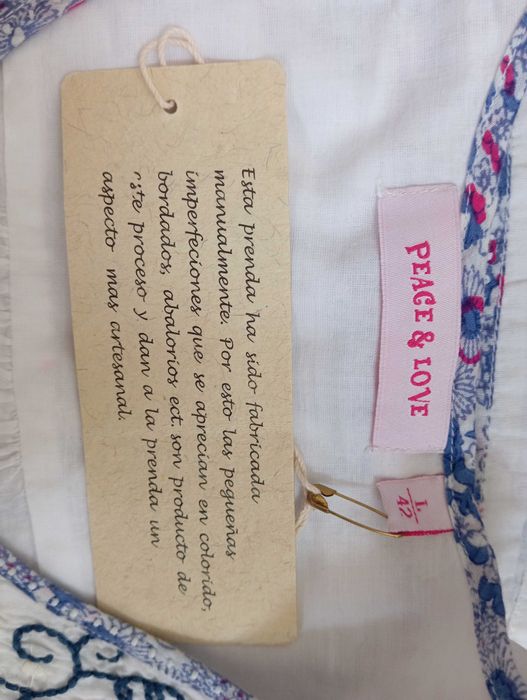 PEACE & LOVE
L
42
Esta prenda ha sido fabricada
manualmente. Por esto las pequeñas
imperfeciones que se aprecian en colorido,
bordados, abalorios ect. son producto de
este proceso y dan a la prenda un
aspecto mas artesanal.